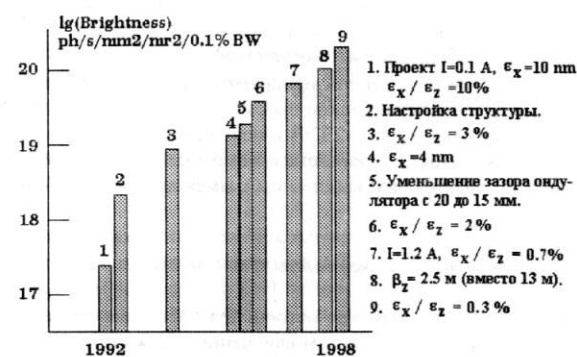 lg(Brightness)
ph/s/mm2/mr2/0.1% BW
9
8
20
7
6
5
4
19
3
2
18
1
17
1992
1998
1. Проект I=0.1 A, εx=10 nm
εx / εz =10%
2. Настройка структуры.
3. εx / εz = 3 %
4. εx=4 nm
5. Уменьшение зазора онду-
лятора с 20 до 15 мм.
6. εx / εz = 2 %
7. I=1.2 A, εx / εz = 0.7%
8. βz= 2.5 м (вместо 13 м).
9. εx / εz = 0.3 %